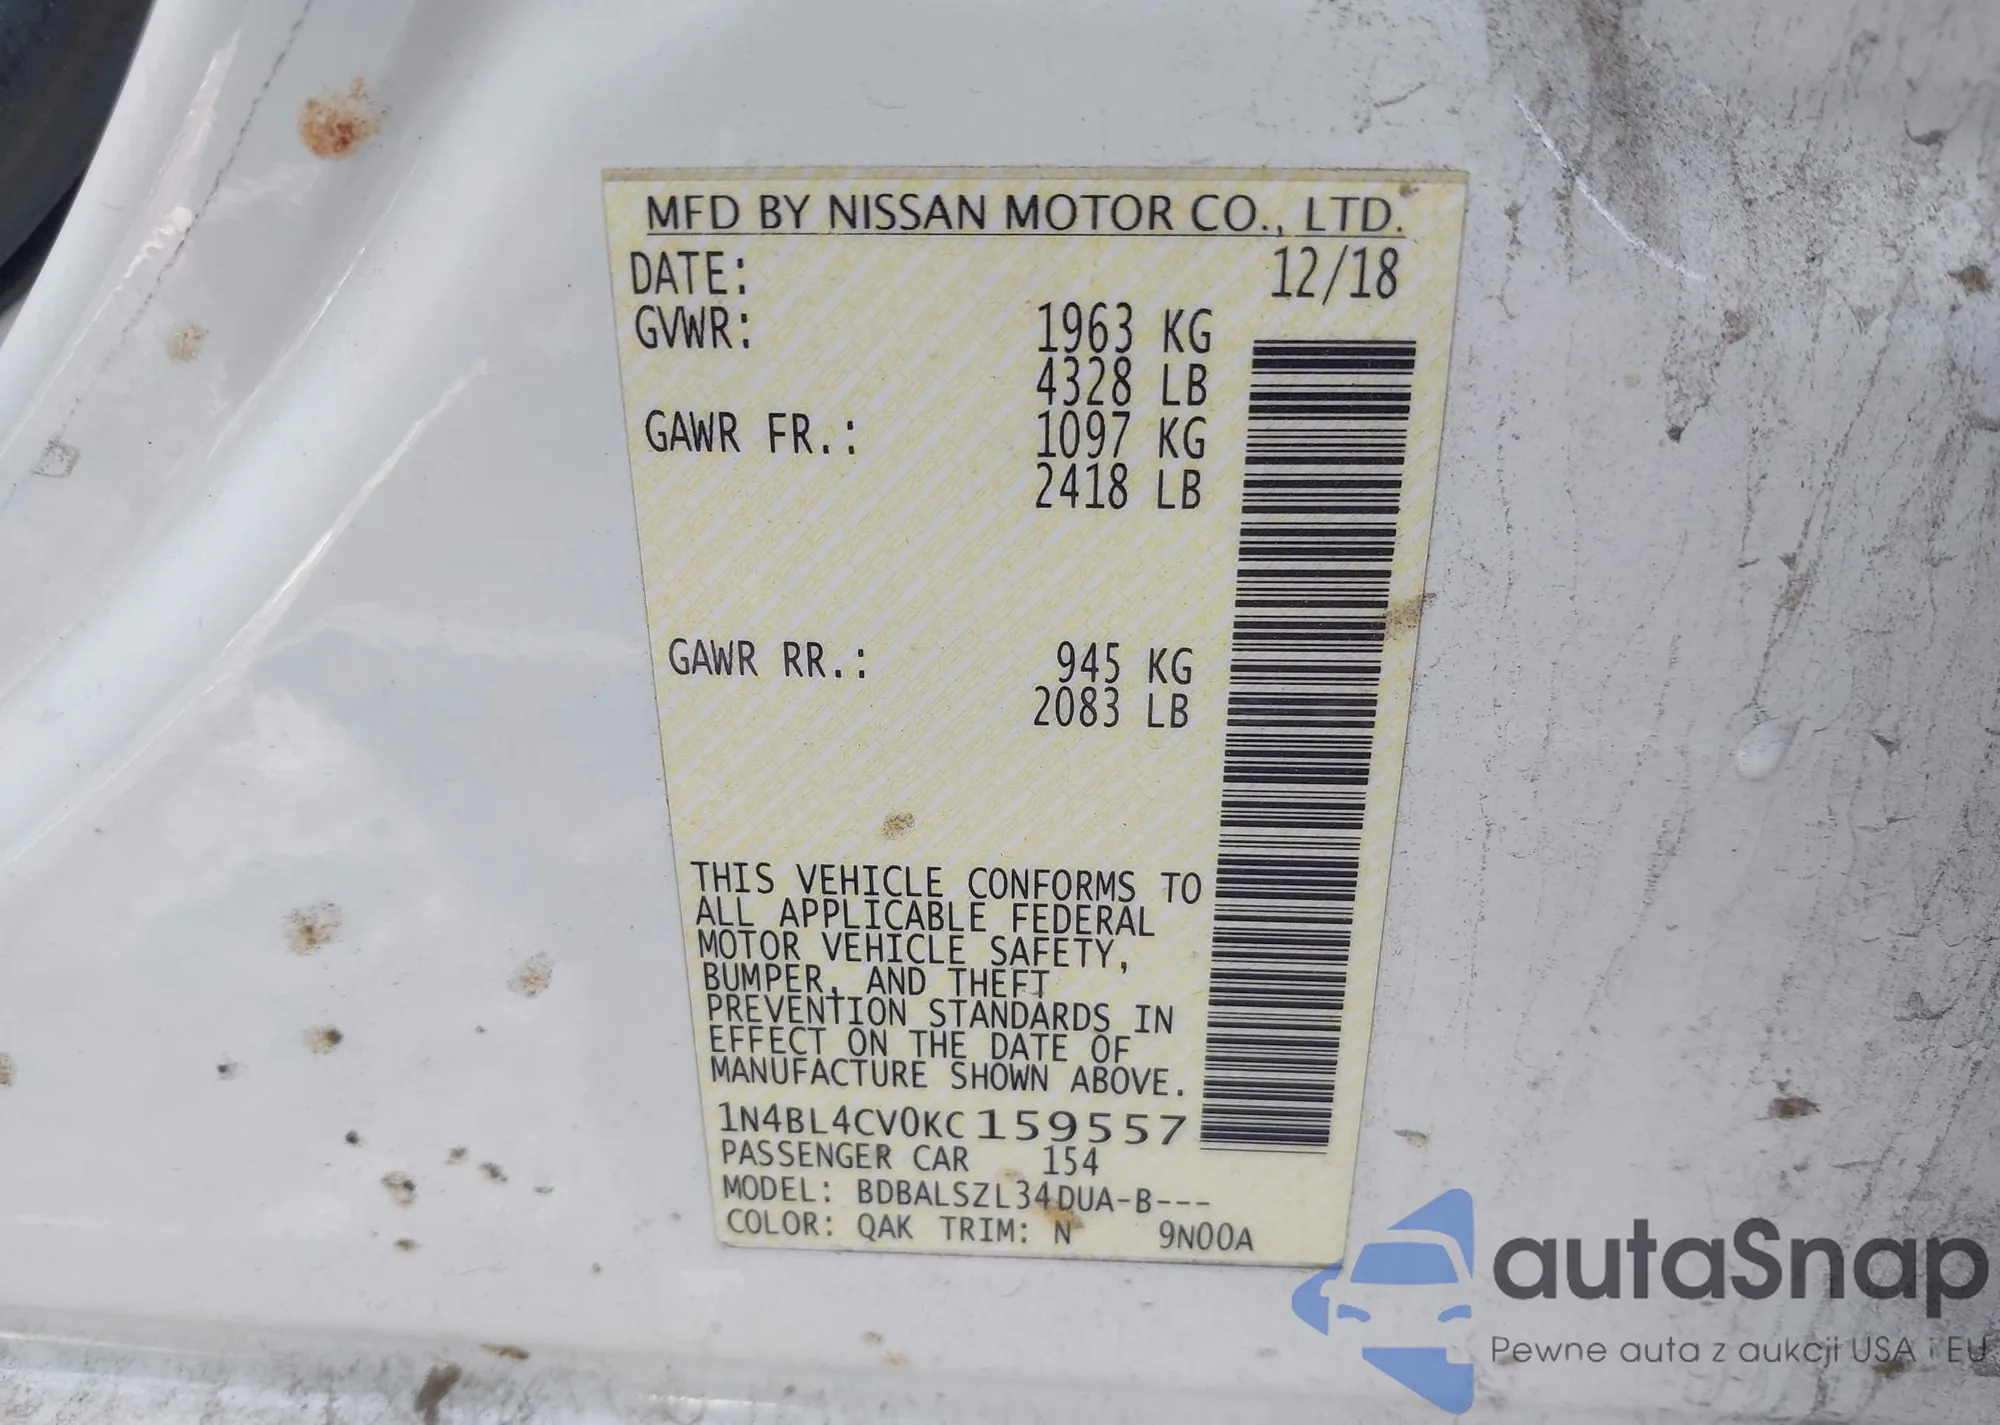 MFD BY NISSAN MOTOR CO., LTD.
DATE: 12/18
GVWR: 1963 KG
4328 LB
GAWR FR.: 1097 KG
2418 LB
GAWR RR.: 945 KG
2083 LB
THIS VEHICLE CONFORMS TO
ALL APPLICABLE FEDERAL
MOTOR VEHICLE SAFETY,
BUMPER, AND THEFT
PREVENTION STANDARDS IN
EFFECT ON THE DATE OF
MANUFACTURE SHOWN ABOVE.
1N4BL4CV0KC159557
PASSENGER CAR 154
MODEL: BDBALSZL34DUA-B---
COLOR: QAK TRIM: N 9N00A
autoSnap
Pewne auta z aukcji USA i EU